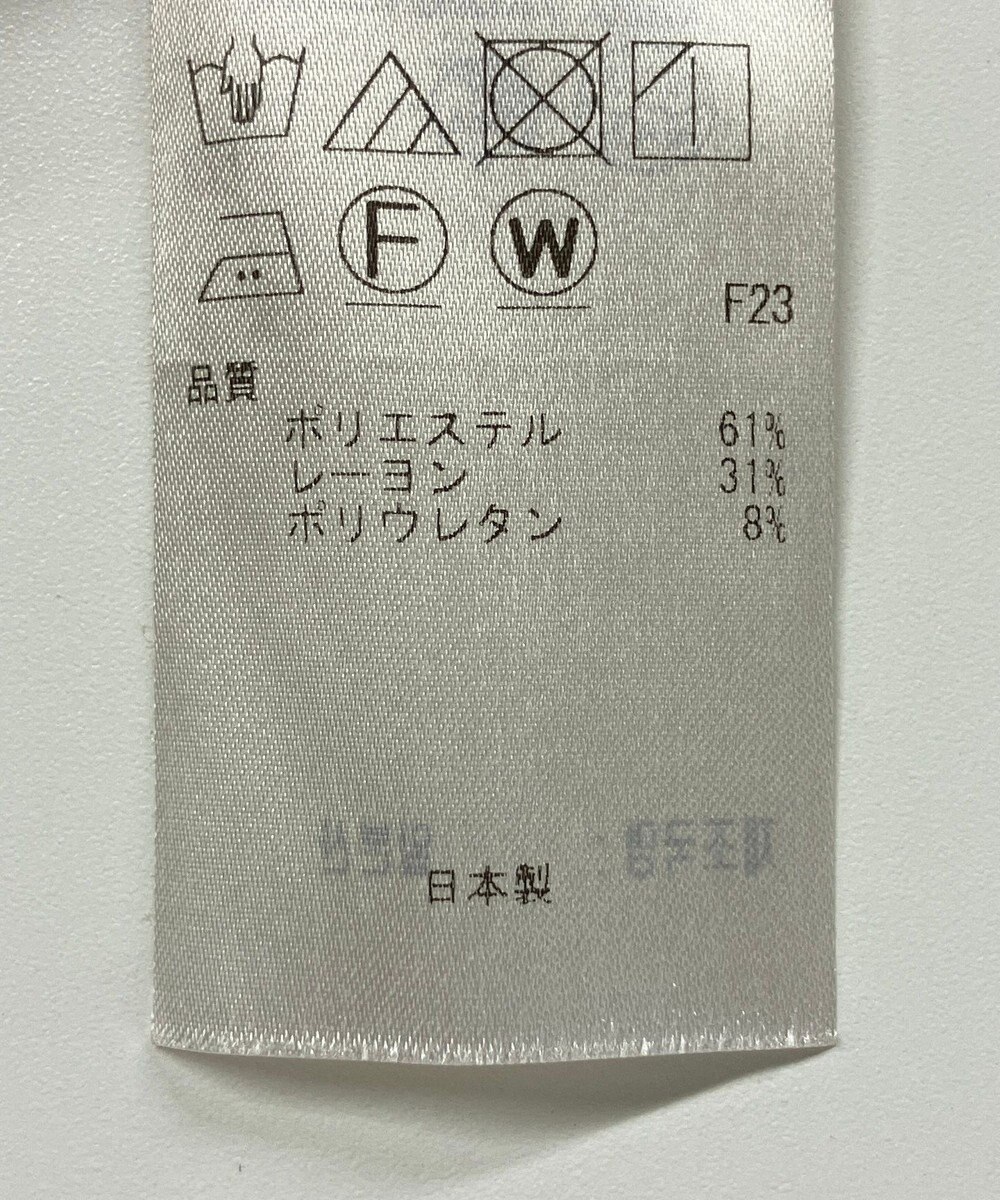 F W
F23
品質
ポリエステル 61%
レーヨン 31%
ポリウレタン 8%
日本製